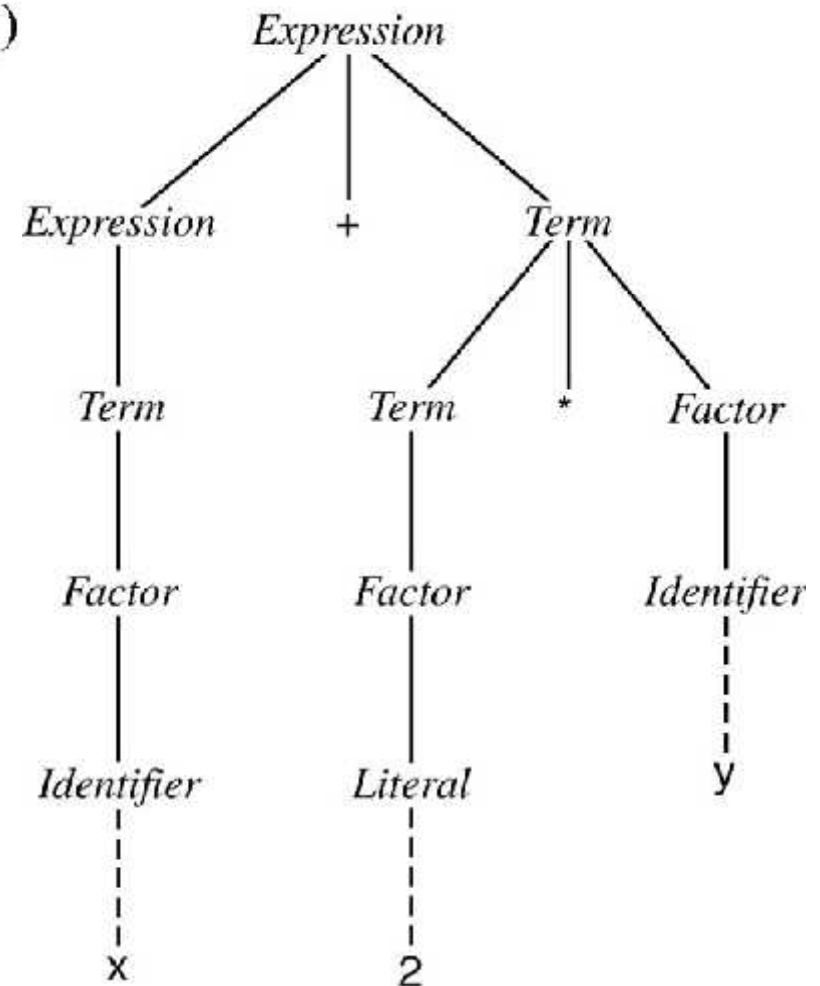 )
Expression
Expression + Term
Term Term * Factor
Factor Factor Identifier
Identifier Literal y
x 2